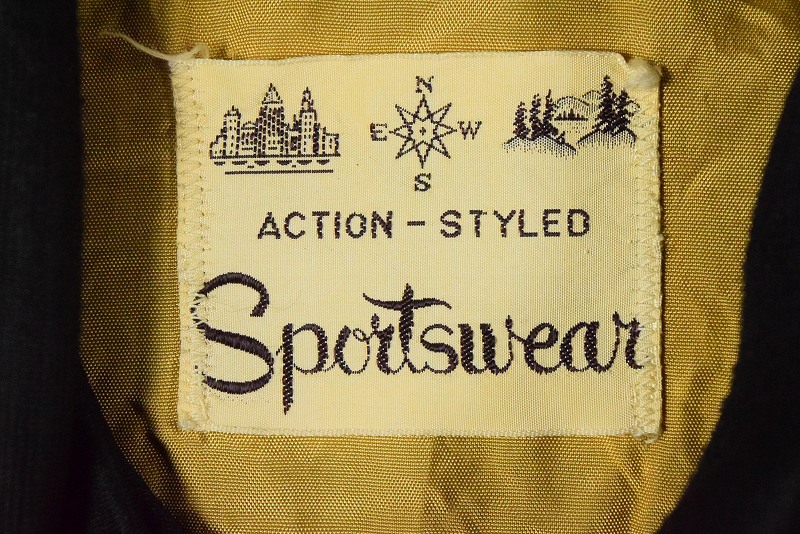 N
E W
S
ACTION - STYLED
Sportswear